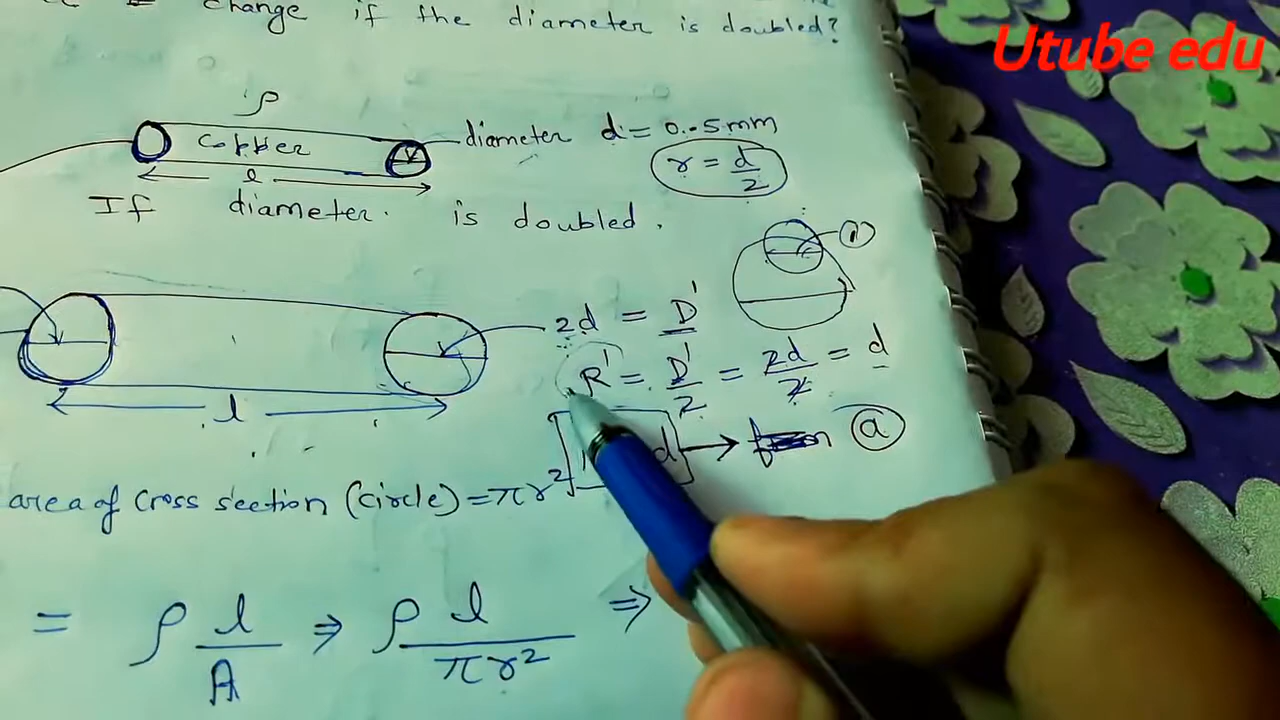 change if the diameter is doubled?
Utube edu
ρ
copper
diameter d = 0.5mm
r = d/2
l
If diameter is doubled.
1
2d = D'
R' = D'/2 = 2d/2 = d
l
d → a
area of cross section (circle) = πr²
= ρ l/A ⇒ ρ l/πr² ⇒